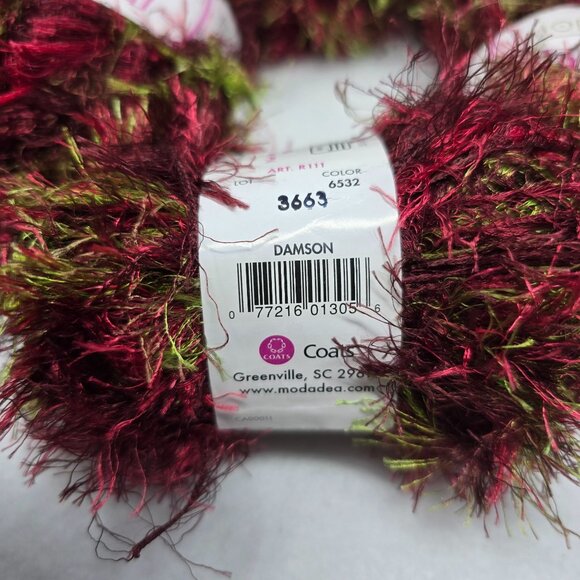 ART. R111
LOT COLOR
3663 6532
DAMSON
0 77216 01305 6
COATS Coats
Greenville, SC
www.modadea.com